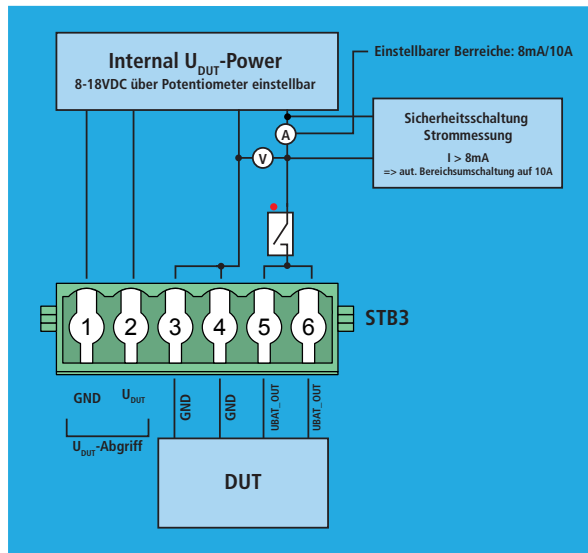 Internal UDUT-Power
8-18VDC über Potentiometer einstellbar
Einstellbarer Berreiche: 8mA/10A
A
Sicherheitsschaltung
Strommessung
I > 8mA
=> aut. Bereichsumschaltung auf 10A
V
1 2 3 4 5 6
STB3
GND
UDUT
GND
GND
UBAT_OUT
UBAT_OUT
UDUT-Abgriff
DUT